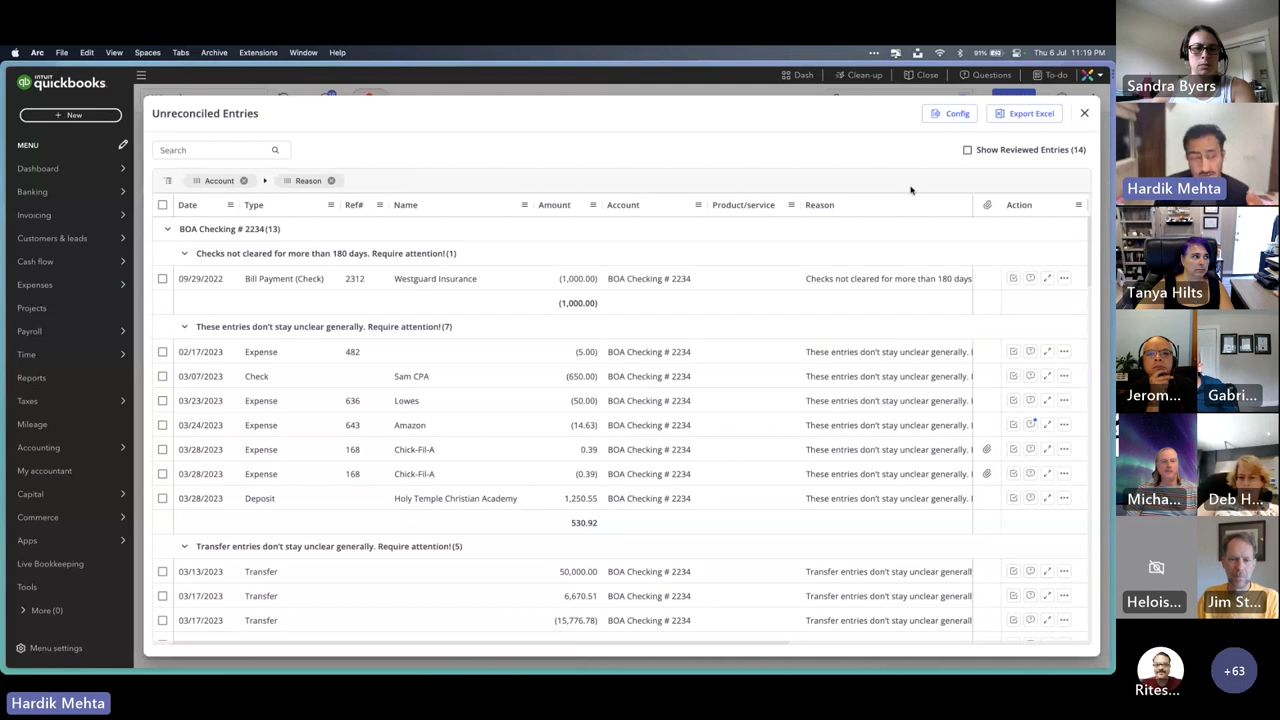 Arc File Edit View Spaces Tabs Archive Extensions Window Help
91% Thu 6 Jul 11:19 PM
INTUIT
quickbooks
+ New
MENU
Dashboard
Banking
Invoicing
Customers & leads
Cash flow
Expenses
Projects
Payroll
Time
Reports
Taxes
Mileage
Accounting
My accountant
Capital
Commerce
Apps
Live Bookkeeping
Tools
More (0)
Menu settings
Dash Clean-up Close Questions To-do
Unreconciled Entries
Config Export Excel
Search
Show Reviewed Entries (14)
Account Reason
Date Type Ref# Name Amount Account Product/service Reason Action
BOA Checking # 2234(13)
Checks not cleared for more than 180 days. Require attention!(1)
09/29/2022 Bill Payment (Check) 2312 Westguard Insurance (1,000.00) BOA Checking # 2234 Checks not cleared for more than 180 days
(1,000.00)
These entries don't stay unclear generally. Require attention!(7)
02/17/2023 Expense 482 (5.00) BOA Checking # 2234 These entries don't stay unclear generally.
03/07/2023 Check Sam CPA (650.00) BOA Checking # 2234 These entries don't stay unclear generally.
03/23/2023 Expense 636 Lowes (50.00) BOA Checking # 2234 These entries don't stay unclear generally.
03/24/2023 Expense 643 Amazon (14.63) BOA Checking # 2234 These entries don't stay unclear generally.
03/28/2023 Expense 168 Chick-Fil-A 0.39 BOA Checking # 2234 These entries don't stay unclear generally.
03/28/2023 Expense 168 Chick-Fil-A (0.39) BOA Checking # 2234 These entries don't stay unclear generally.
03/28/2023 Deposit Holy Temple Christian Academy 1,250.55 BOA Checking # 2234 These entries don't stay unclear generally.
530.92
Transfer entries don't stay unclear generally. Require attention!(5)
03/13/2023 Transfer 50,000.00 BOA Checking # 2234 Transfer entries don't stay unclear generall
03/17/2023 Transfer 6,670.51 BOA Checking # 2234 Transfer entries don't stay unclear generall
03/17/2023 Transfer (15,776.78) BOA Checking # 2234 Transfer entries don't stay unclear generall
Sandra Byers
Hardik Mehta
Tanya Hilts
Jerom... Gabri...
Micha... Deb H...
Helois... Jim St...
Rites... +63
Hardik Mehta